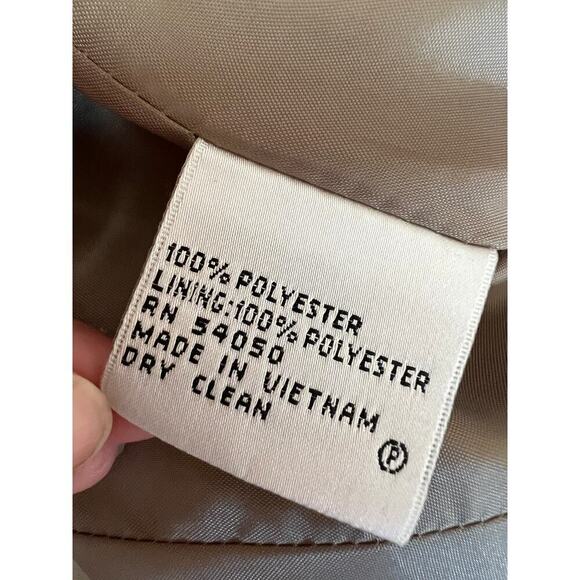 100% POLYESTER
LINING:100% POLYESTER
RN 54050
MADE IN VIETNAM
DRY CLEAN
P